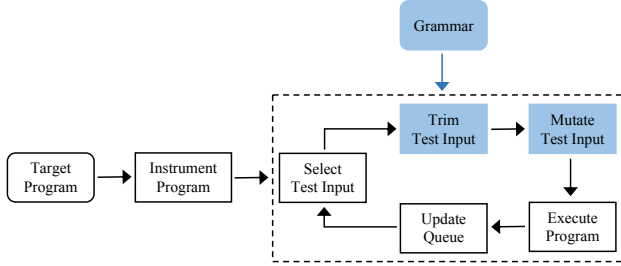 Grammar
Trim
Test Input
Mutate
Test Input
Target
Program
Instrument
Program
Select
Test Input
Update
Queue
Execute
Program